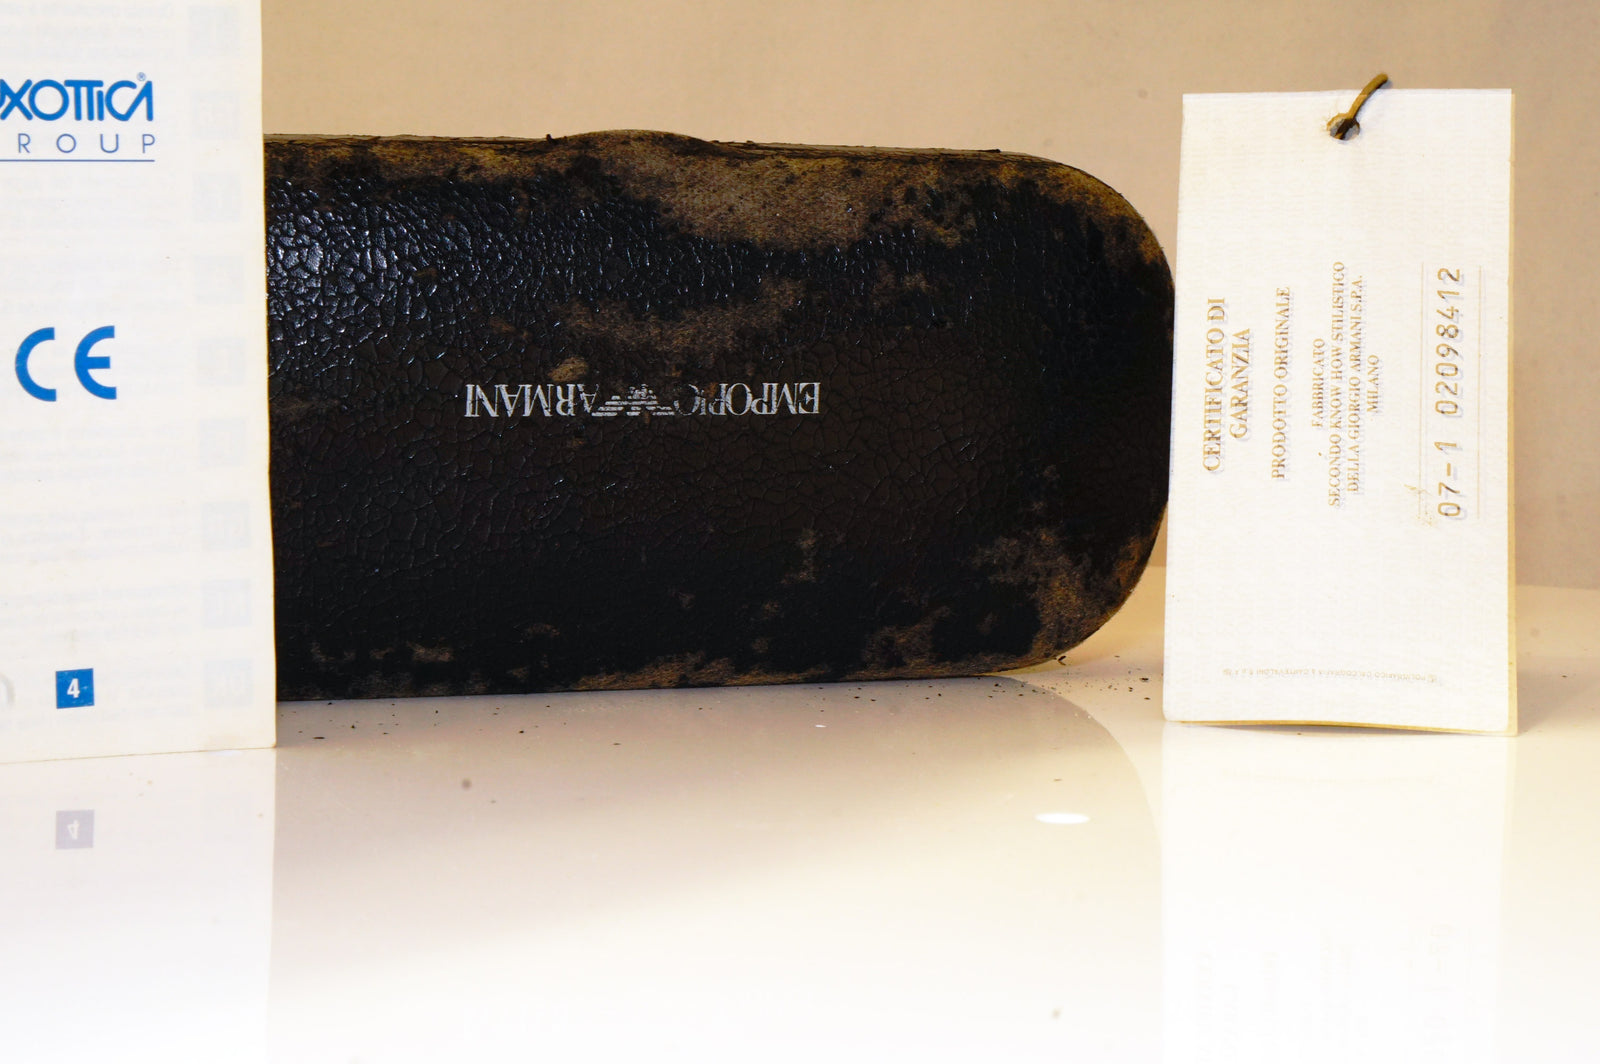 UXOTTICA®
ROUP
CE
4
EMPORIO ARMANI
CERTIFICATO DI
GARANZIA
PRODOTTO ORIGINALE
FABBRICATO
SECONDO KNOW HOW STILISTICO
DELLA GIORGIO ARMANI S.P.A.
MILANO
07-1 02098412